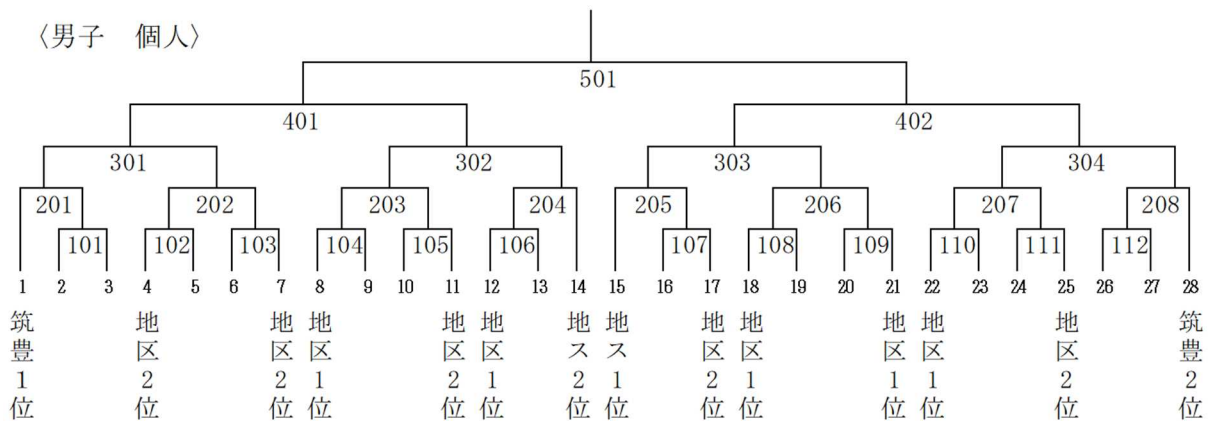 〈男子　個人〉
501
401 402
301 302 303 304
201 202 203 204 205 206 207 208
101 102 103 104 105 106 107 108 109 110 111 112
1 2 3 4 5 6 7 8 9 10 11 12 13 14 15 16 17 18 19 20 21 22 23 24 25 26 27 28
筑豊1位
地区2位
地区2位
地区1位
地区2位
地区1位
地ス2位
地ス1位
地区2位
地区1位
地区1位
地区1位
地区2位
筑豊2位